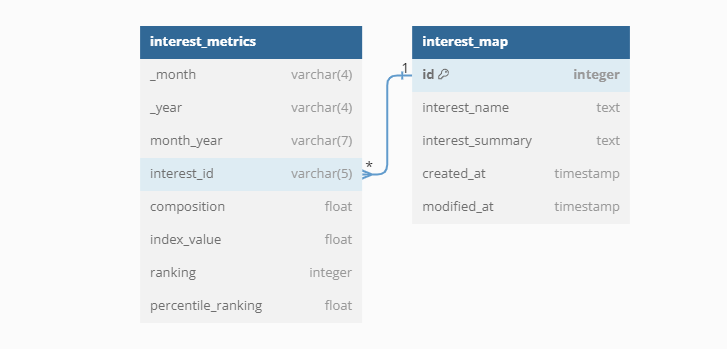 interest_metrics
_month varchar(4)
_year varchar(4)
month_year varchar(7)
interest_id varchar(5)
composition float
index_value float
ranking integer
percentile_ranking float
*
1
interest_map
id integer
interest_name text
interest_summary text
created_at timestamp
modified_at timestamp